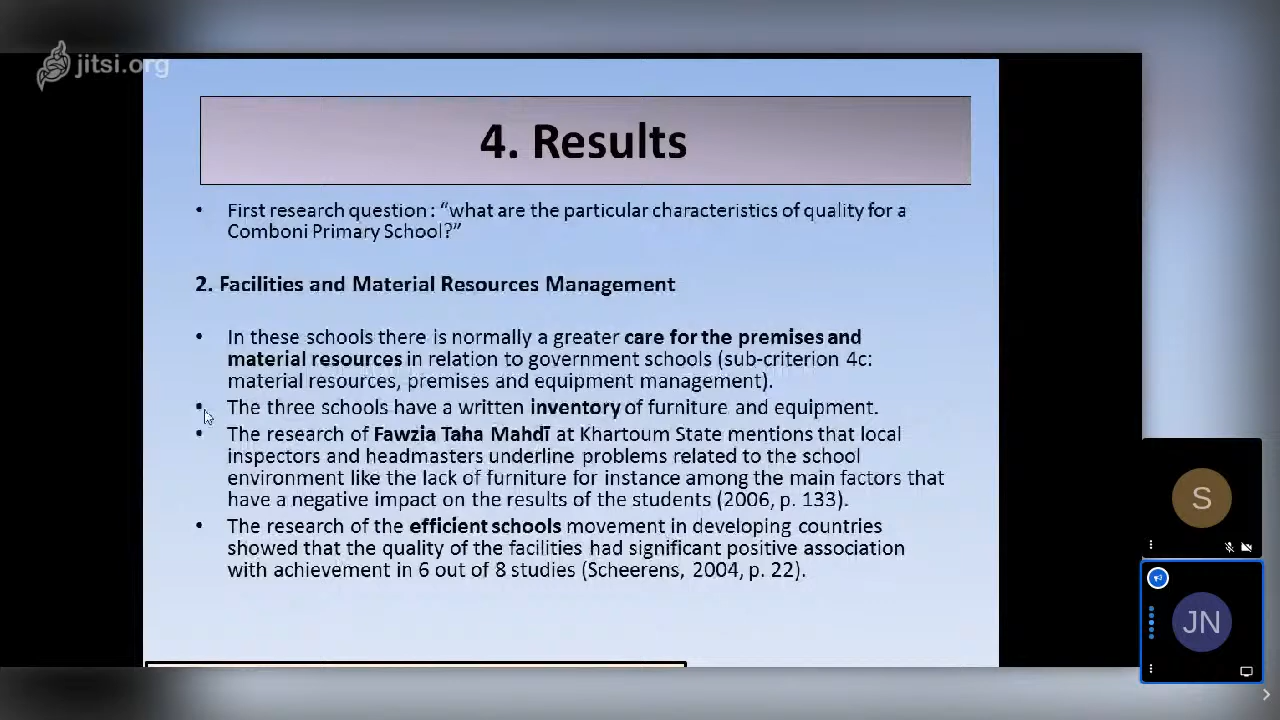 jitsi.org
4. Results
• First research question : “what are the particular characteristics of quality for a
Comboni Primary School?”
2. Facilities and Material Resources Management
• In these schools there is normally a greater care for the premises and
material resources in relation to government schools (sub-criterion 4c:
material resources, premises and equipment management).
• The three schools have a written inventory of furniture and equipment.
• The research of Fawzia Taha Mahdī at Khartoum State mentions that local
inspectors and headmasters underline problems related to the school
environment like the lack of furniture for instance among the main factors that
have a negative impact on the results of the students (2006, p. 133).
• The research of the efficient schools movement in developing countries
showed that the quality of the facilities had significant positive association
with achievement in 6 out of 8 studies (Scheerens, 2004, p. 22).
S
JN